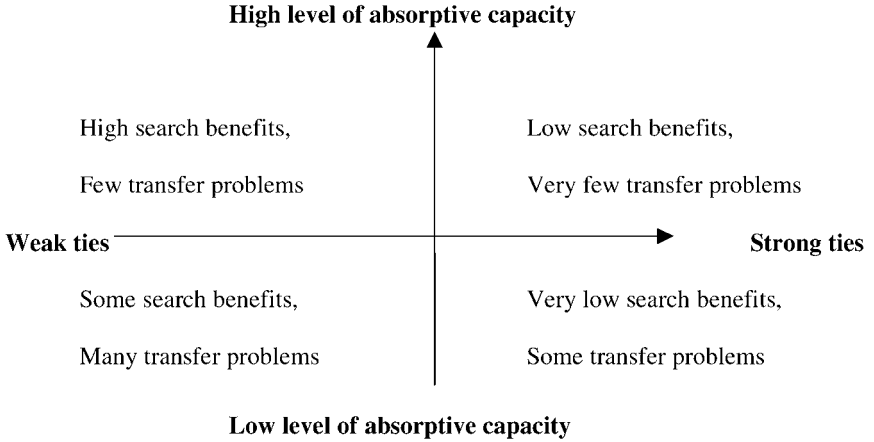 High level of absorptive capacity
High search benefits,
Few transfer problems
Low search benefits,
Very few transfer problems
Weak ties
Strong ties
Some search benefits,
Many transfer problems
Very low search benefits,
Some transfer problems
Low level of absorptive capacity